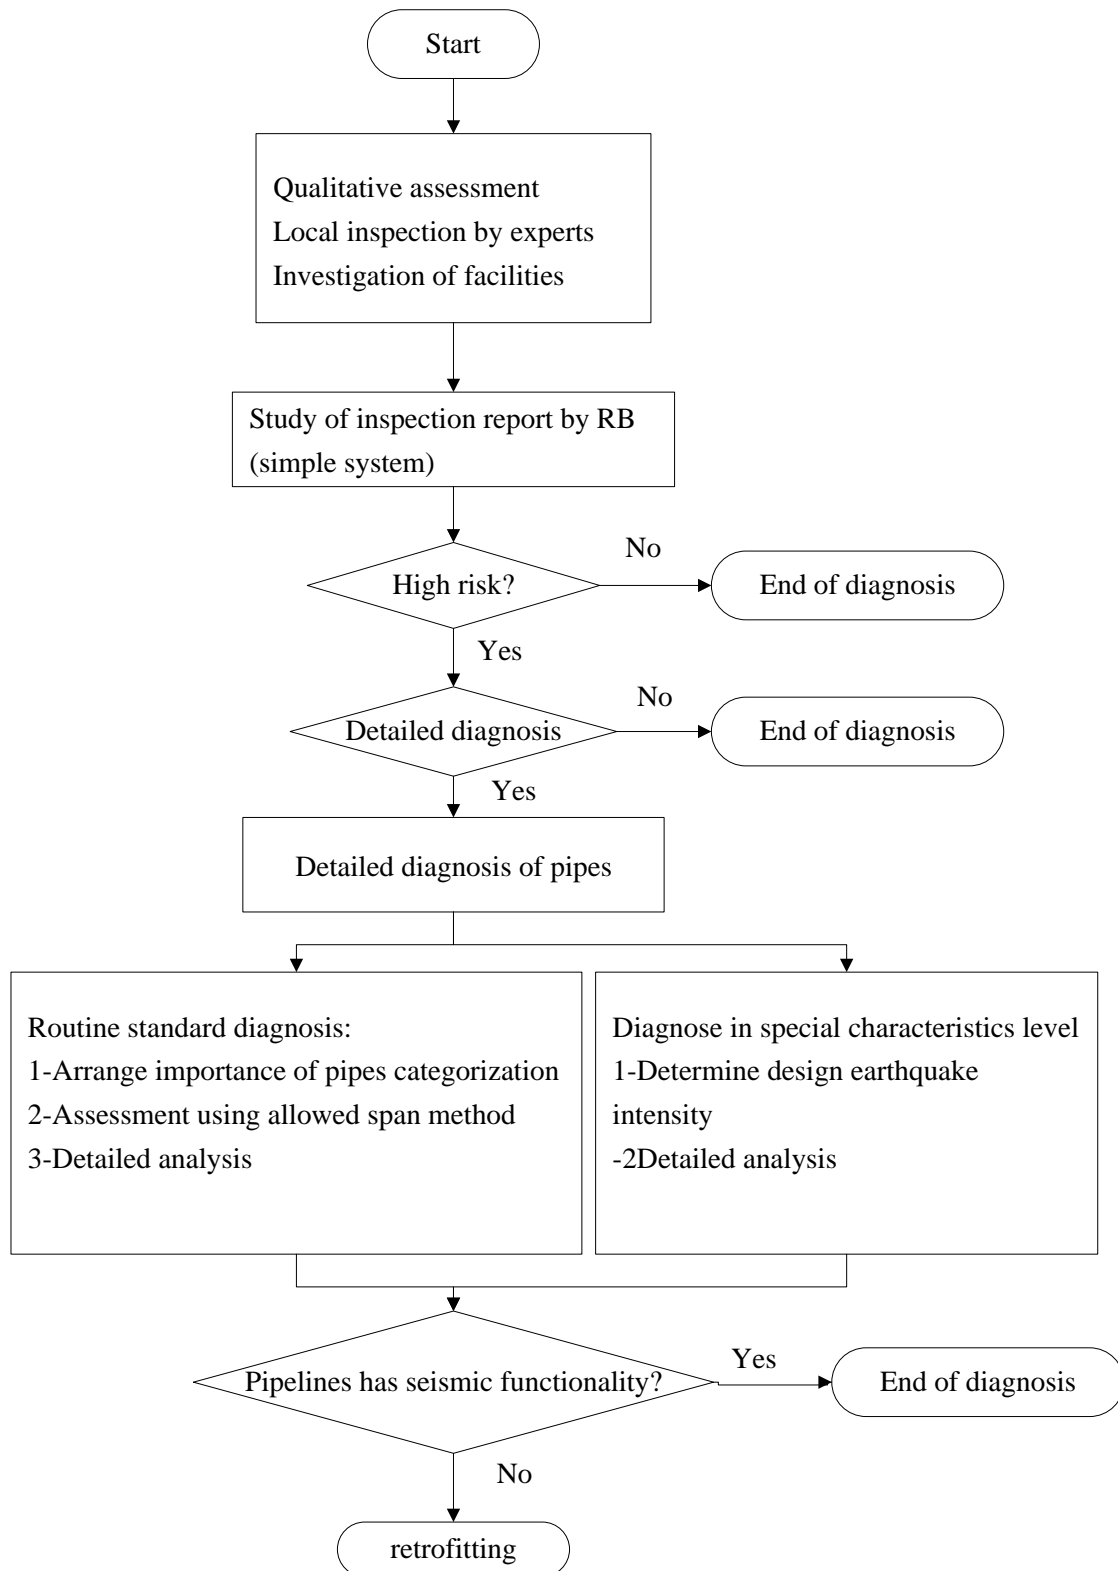 Start
Qualitative assessment
Local inspection by experts
Investigation of facilities
Study of inspection report by RB
(simple system)
High risk?
No
End of diagnosis
Yes
Detailed diagnosis
No
End of diagnosis
Yes
Detailed diagnosis of pipes
Routine standard diagnosis:
1-Arrange importance of pipes categorization
2-Assessment using allowed span method
3-Detailed analysis
Diagnose in special characteristics level
1-Determine design earthquake
intensity
-2Detailed analysis
Pipelines has seismic functionality?
Yes
End of diagnosis
No
retrofitting